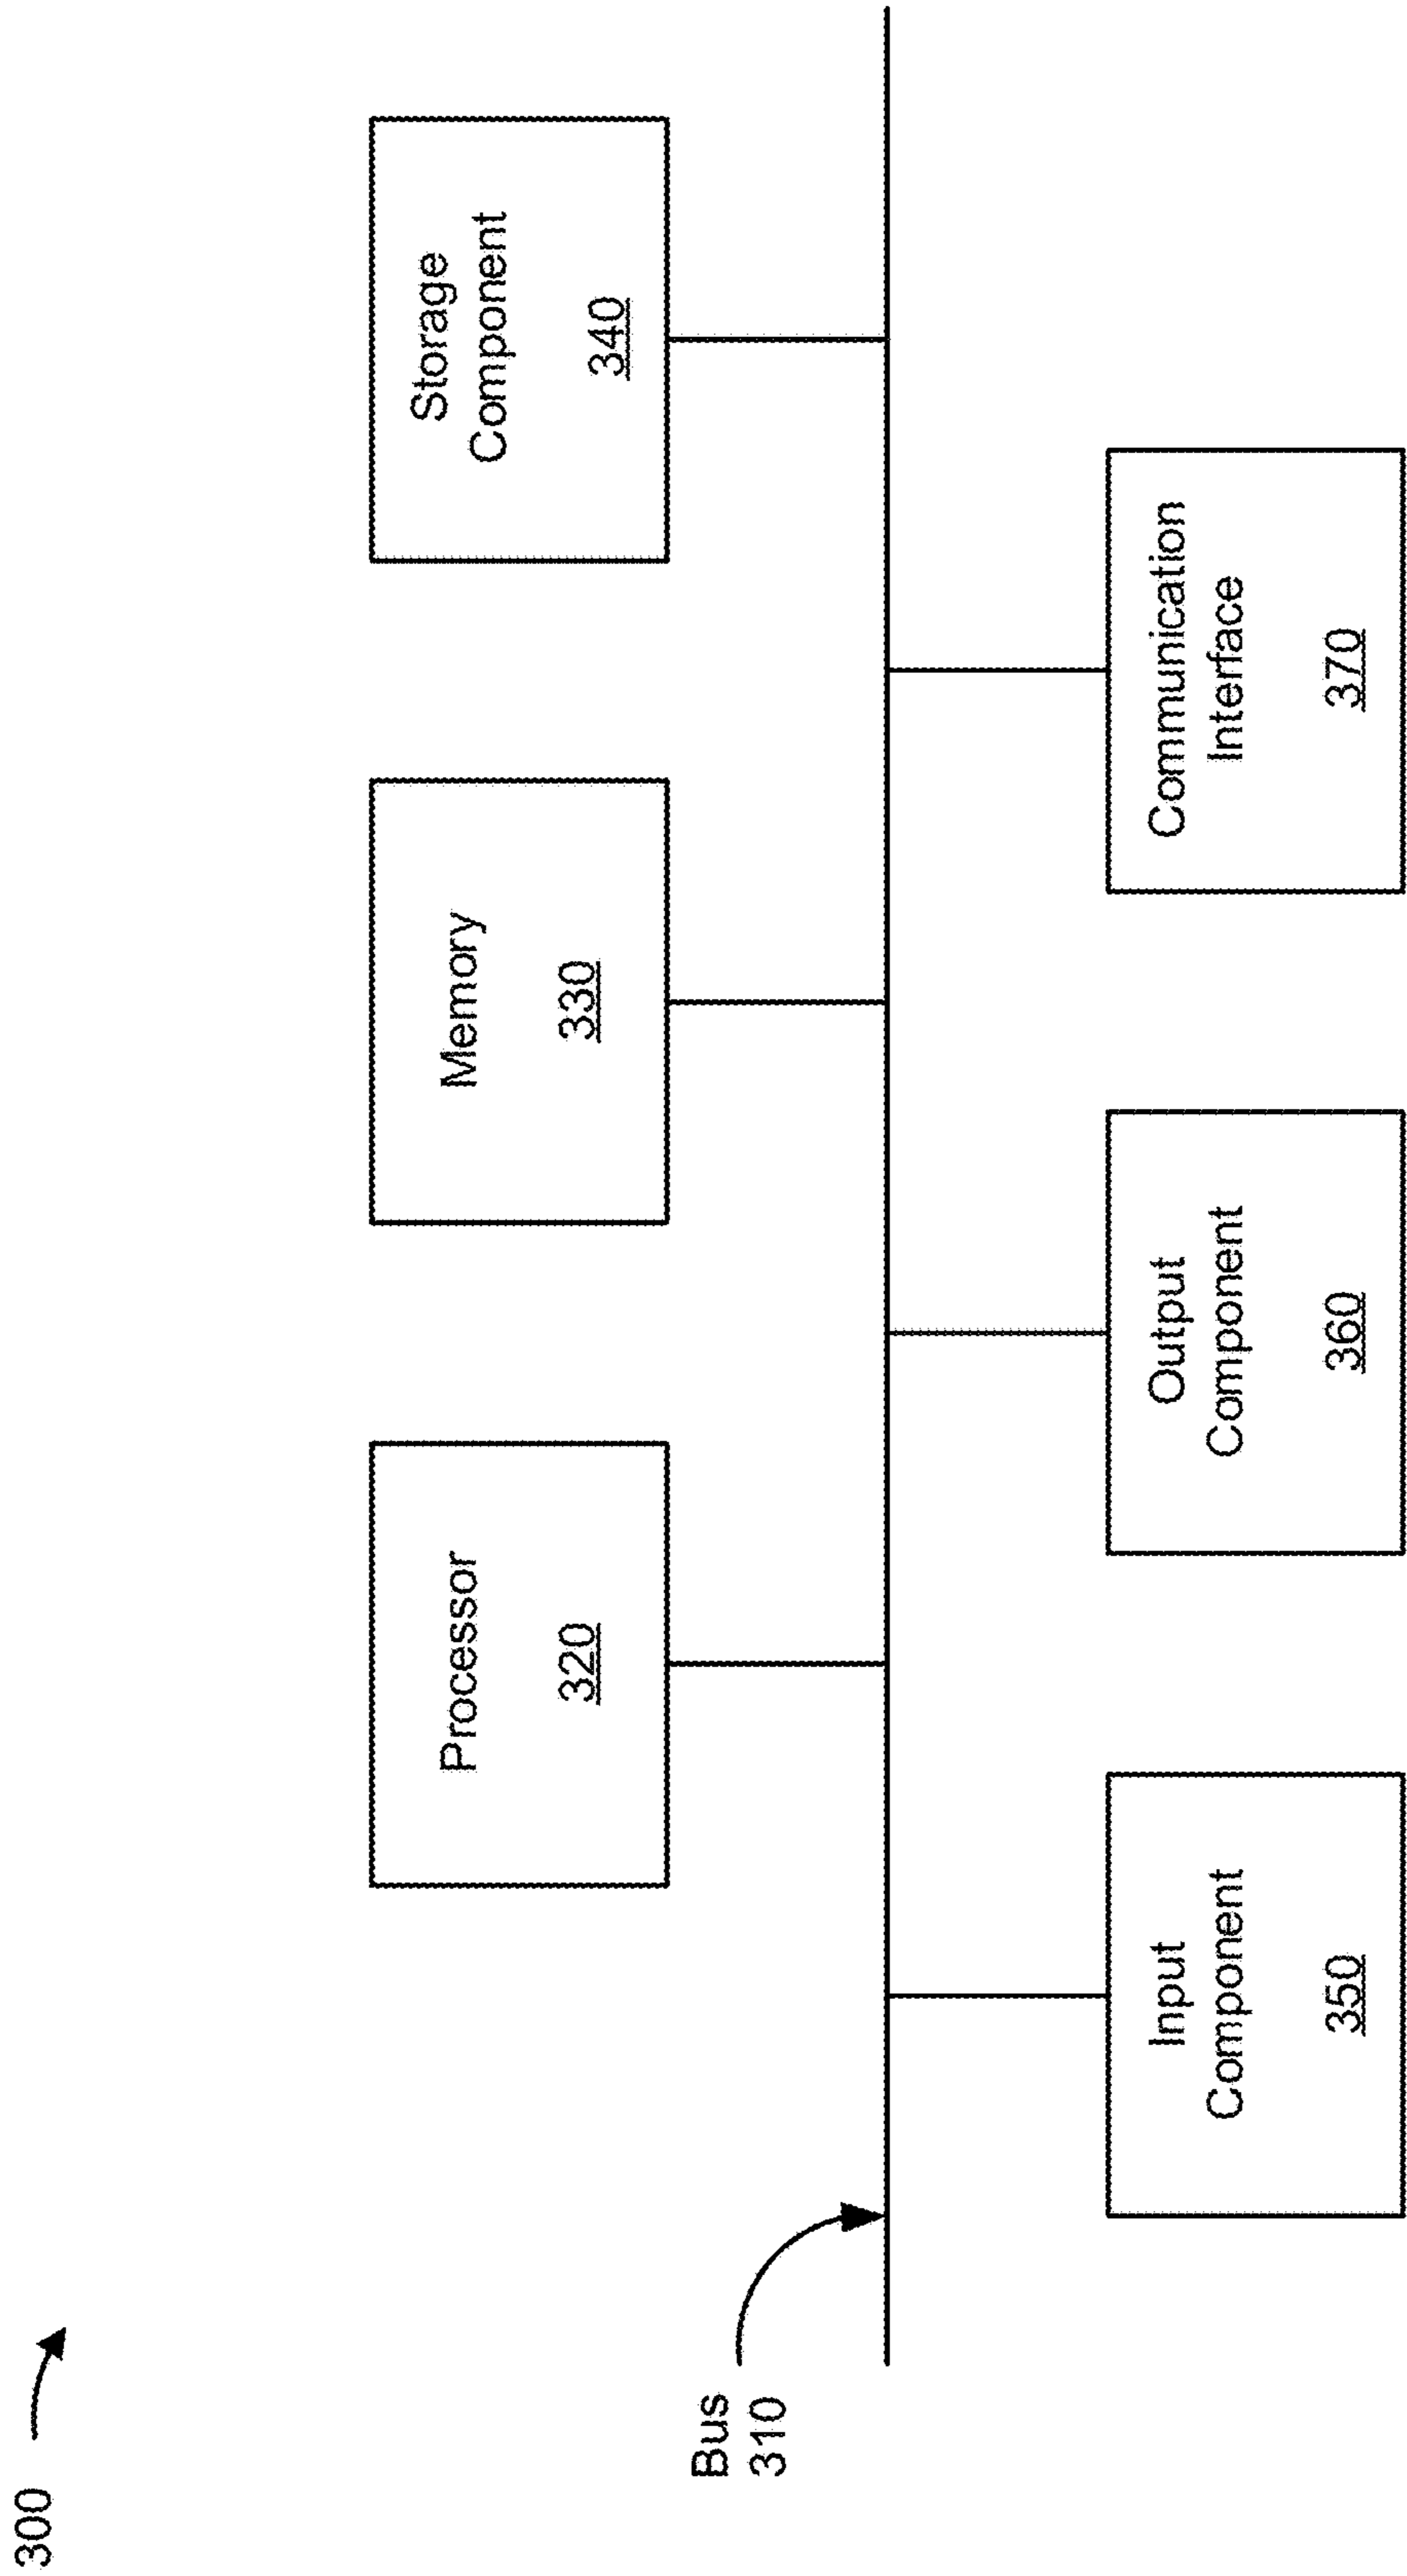 300
Processor
320
Memory
330
Storage
Component
340
Bus
310
Input
Component
350
Output
Component
360
Communication
Interface
370